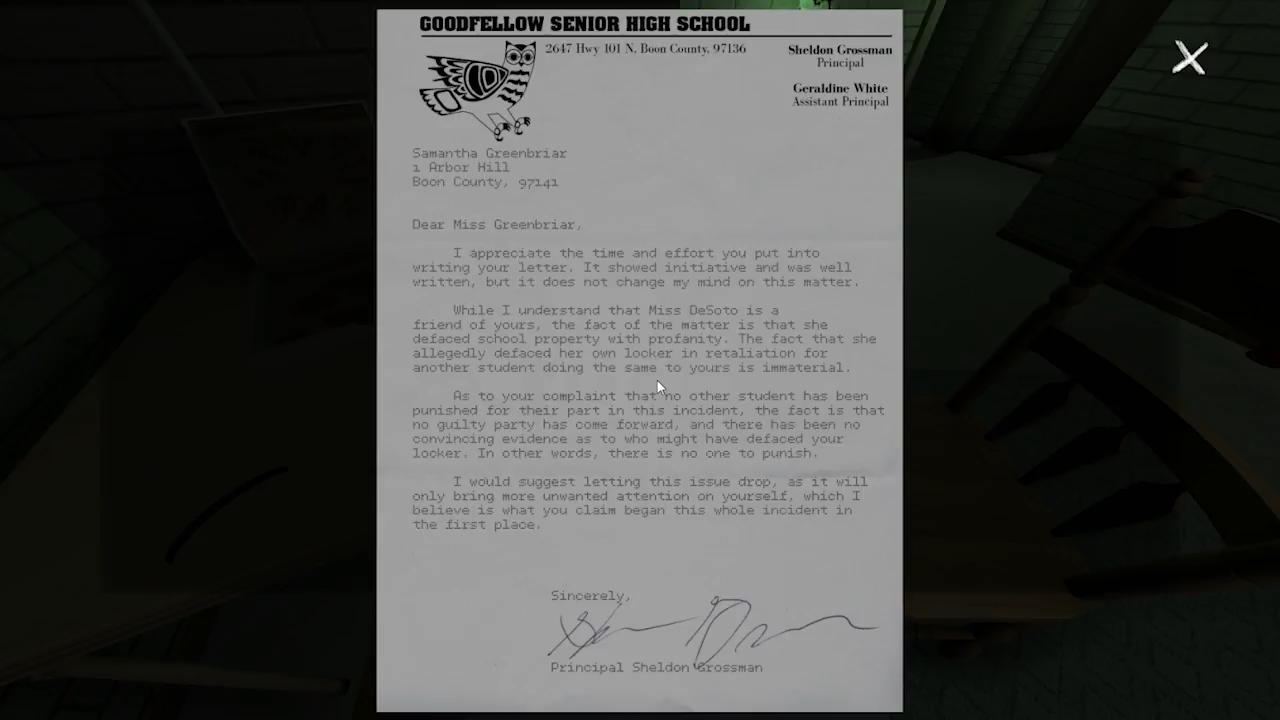 GOODFELLOW SENIOR HIGH SCHOOL
2647 Hwy 101 N. Boon County, 97136
Sheldon Grossman
Principal
Geraldine White
Assistant Principal
Samantha Greenbriar
1 Arbor Hill
Boon County, 97141
Dear Miss Greenbriar,
I appreciate the time and effort you put into
writing your letter. It showed initiative and was well
written, but it does not change my mind on this matter.
While I understand that Miss DeSoto is a
friend of yours, the fact of the matter is that she
defaced school property with profanity. The fact that she
allegedly defaced her own locker in retaliation for
another student doing the same to yours is immaterial.
As to your complaint that no other student has been
punished for their part in this incident, the fact is that
no guilty party has come forward, and there has been no
convincing evidence as to who might have defaced your
locker. In other words, there is no one to punish.
I would suggest letting this issue drop, as it will
only bring more unwanted attention on yourself, which I
believe is what you claim began this whole incident in
the first place.
Sincerely,
Principal Sheldon Grossman